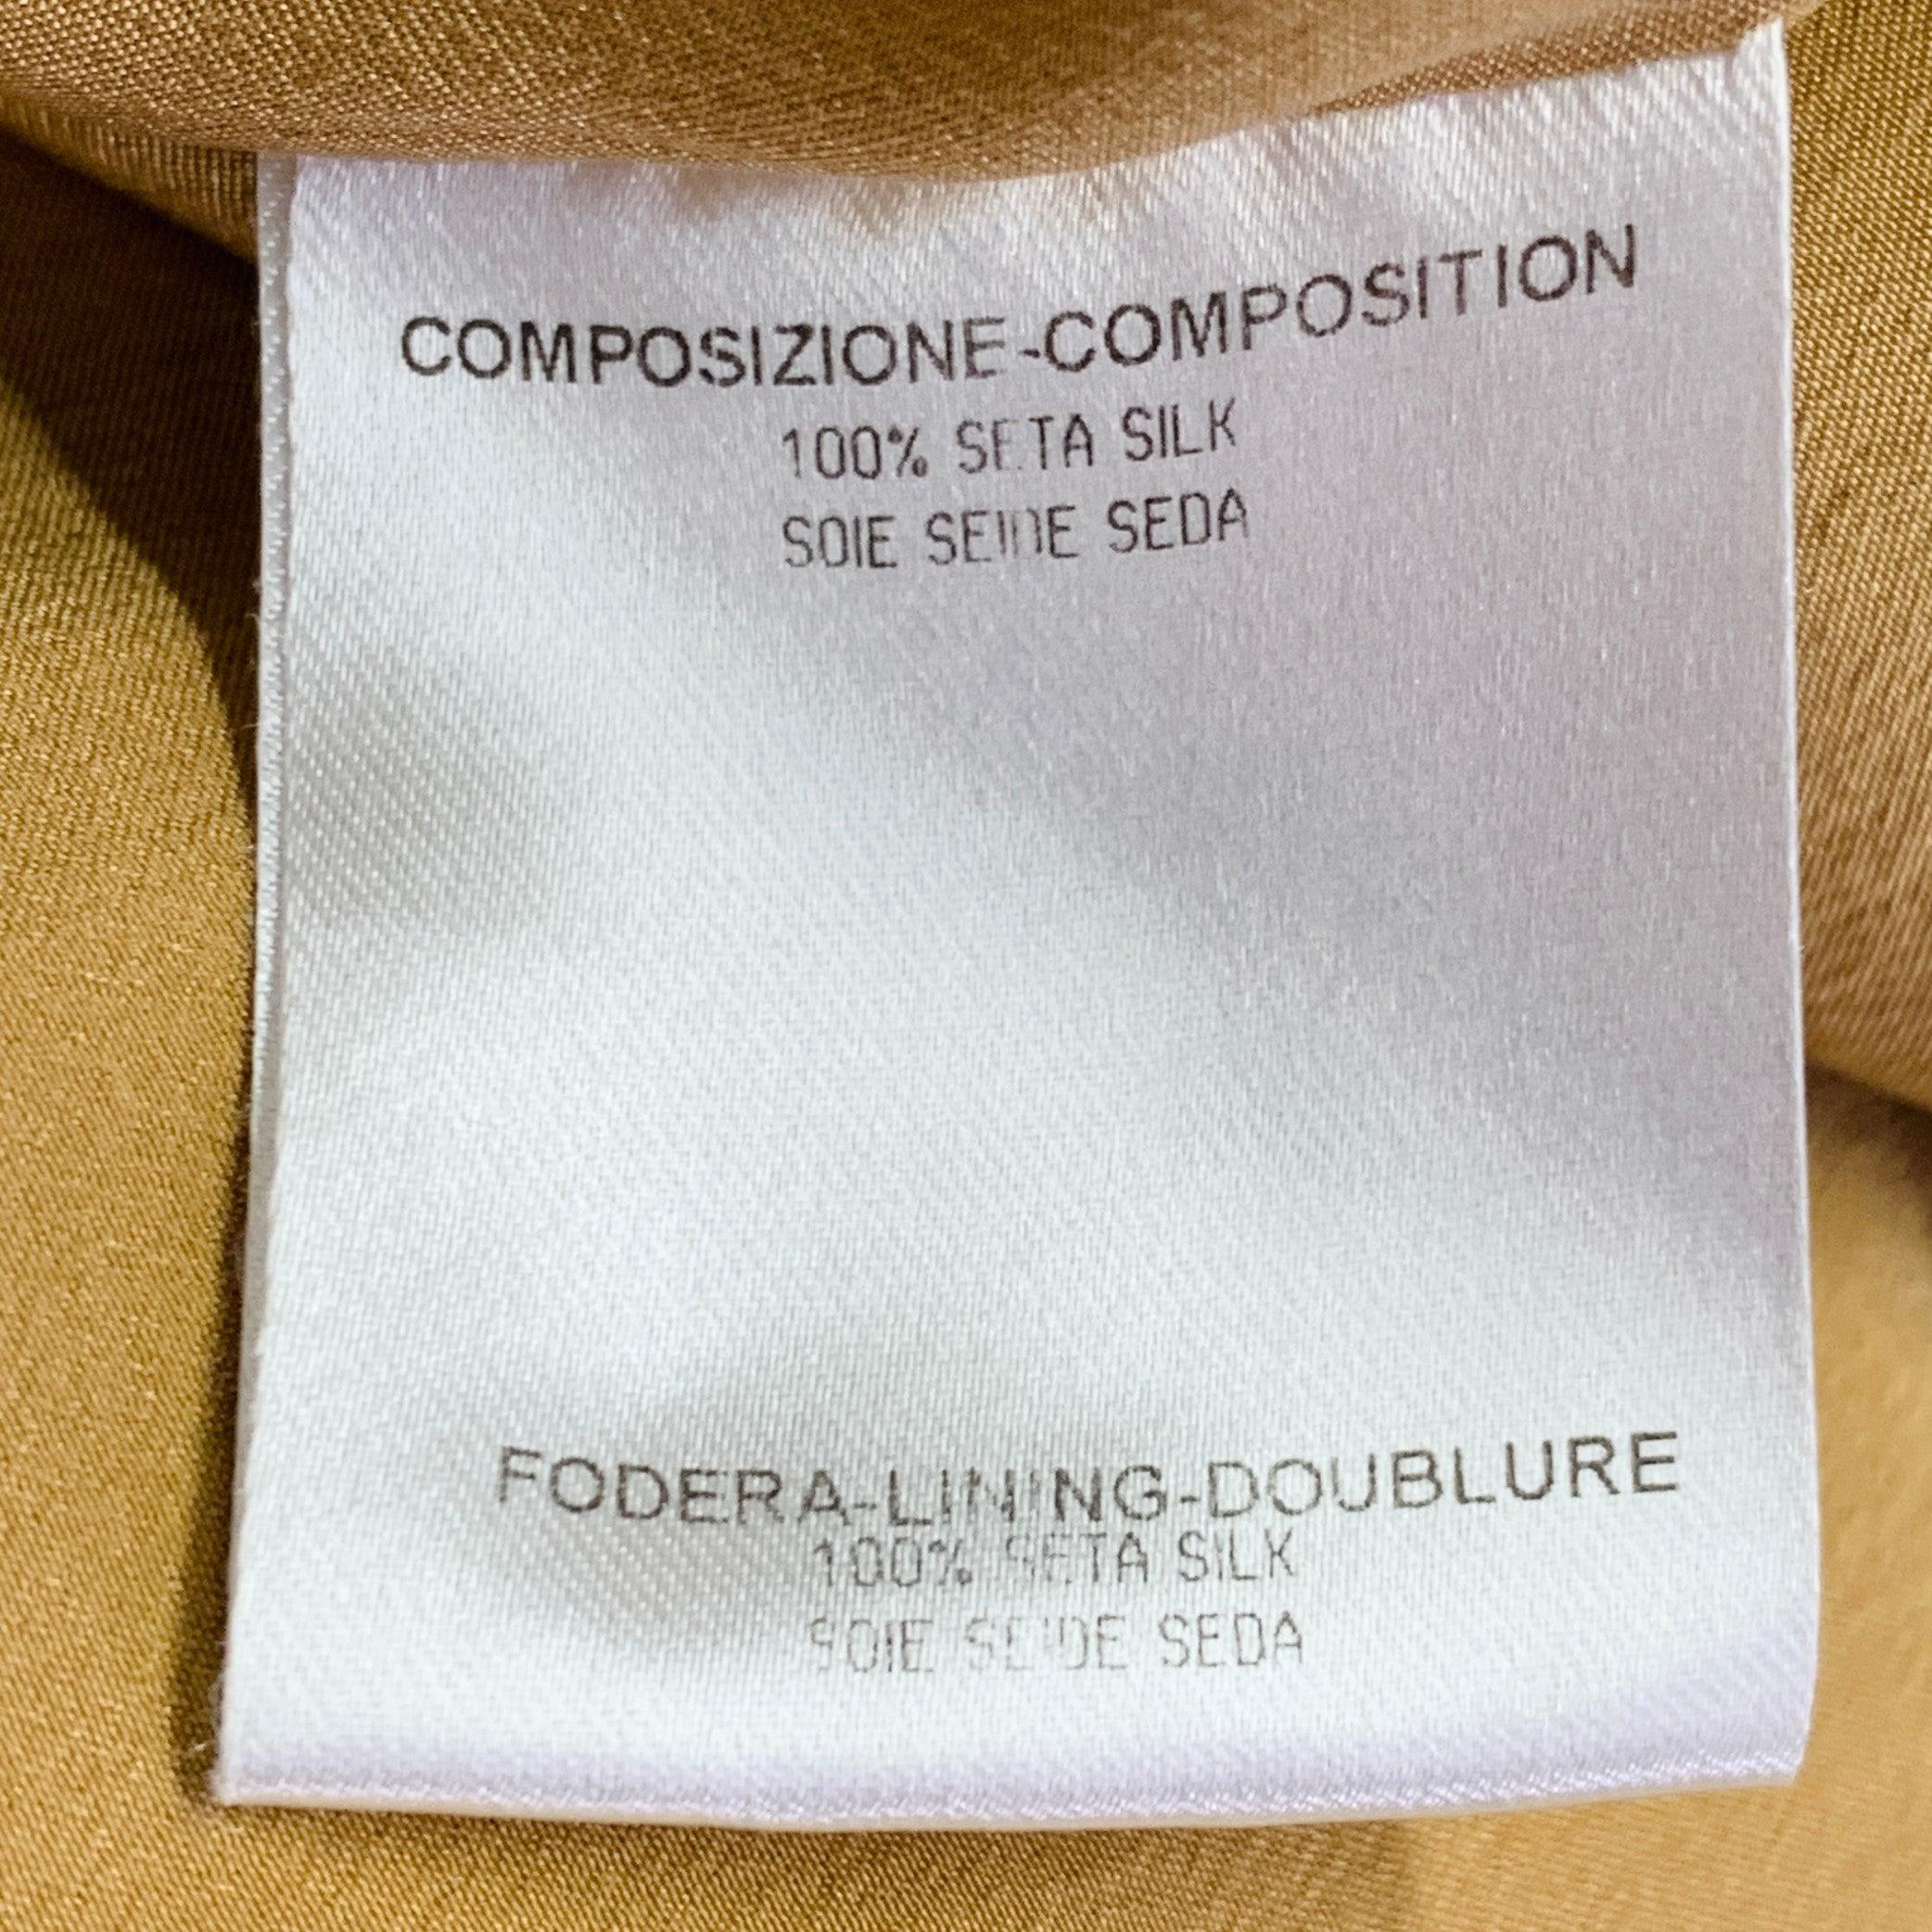 COMPOSIZIONE-COMPOSITION
100% SETA SILK
SOIE SEIDE SEDA
FODERA-LINING-DOUBLURE
100% SETA SILK
SOIE SEIDE SEDA